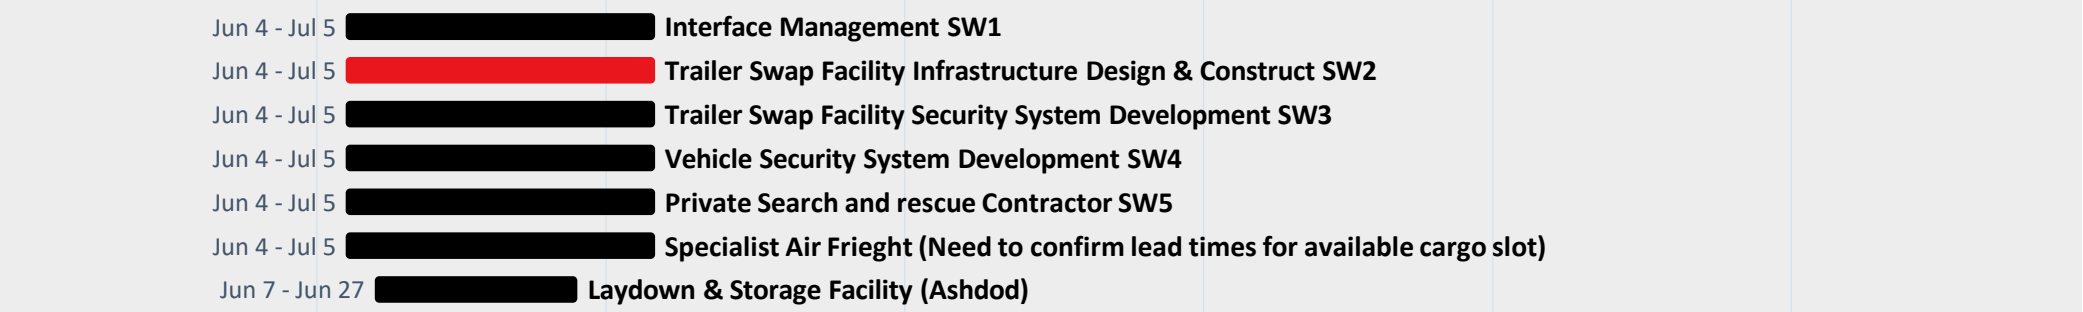 Jun 4 - Jul 5 Interface Management SW1
Jun 4 - Jul 5 Trailer Swap Facility Infrastructure Design & Construct SW2
Jun 4 - Jul 5 Trailer Swap Facility Security System Development SW3
Jun 4 - Jul 5 Vehicle Security System Development SW4
Jun 4 - Jul 5 Private Search and rescue Contractor SW5
Jun 4 - Jul 5 Specialist Air Frieght (Need to confirm lead times for available cargo slot)
Jun 7 - Jun 27 Laydown & Storage Facility (Ashdod)